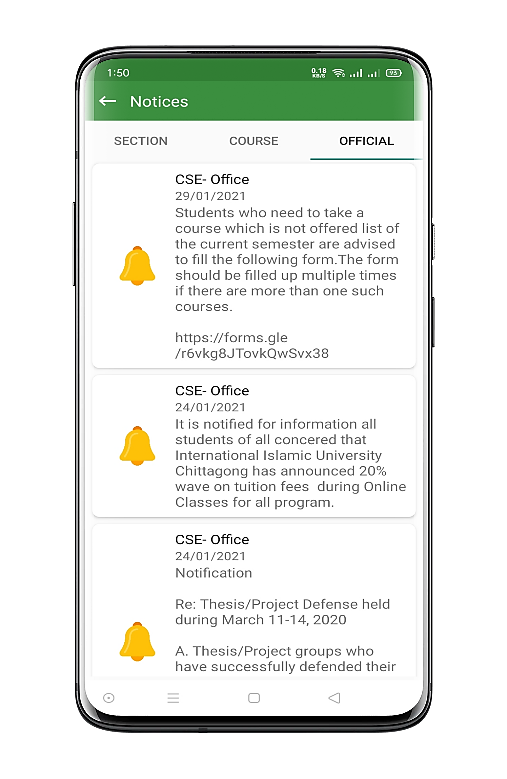 1:50
0.18
KB/S
93
Notices
SECTION
COURSE
OFFICIAL
CSE- Office
29/01/2021
Students who need to take a
course which is not offered list of
the current semester are advised
to fill the following form.The form
should be filled up multiple times
if there are more than one such
courses.
https://forms.gle
/r6vkg8JTovkQwSvx38
CSE- Office
24/01/2021
It is notified for information all
students of all concered that
International Islamic University
Chittagong has announced 20%
wave on tuition fees  during Online
Classes for all program.
CSE- Office
24/01/2021
Notification
Re: Thesis/Project Defense held
during March 11-14, 2020
A. Thesis/Project groups who
have successfully defended their